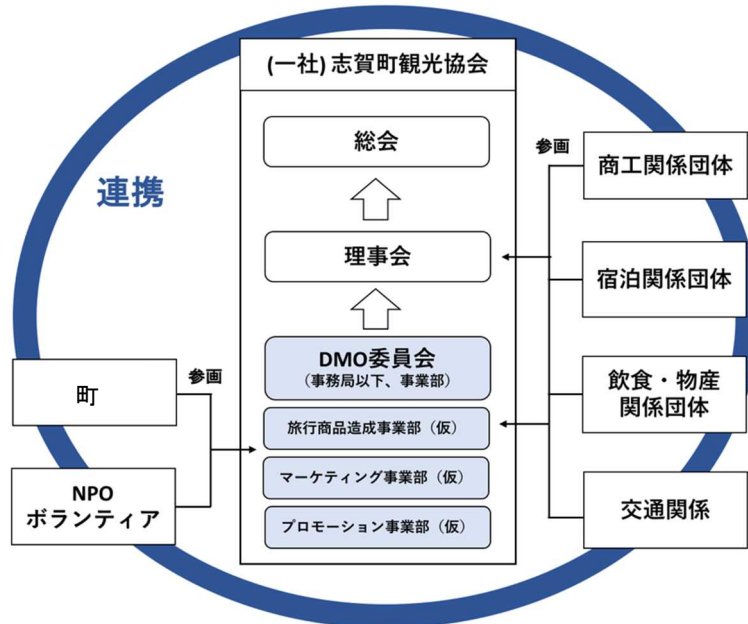 (一社) 志賀町観光協会
総会
参画
商工関係団体
連携
理事会
宿泊関係団体
DMO委員会
（事務局以下、事業部）
町
参画
飲食・物産
関係団体
旅行商品造成事業部（仮）
マーケティング事業部（仮）
NPO
ボランティア
プロモーション事業部（仮）
交通関係